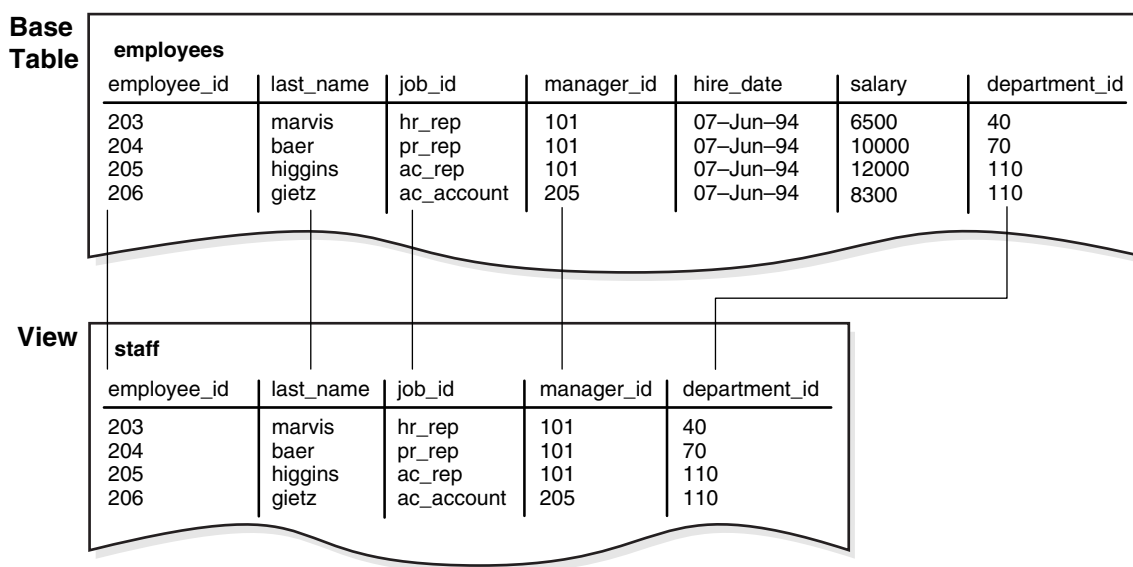 Base
Table
employees
employee_id last_name job_id manager_id hire_date salary department_id
203 marvis hr_rep 101 07–Jun–94 6500 40
204 baer pr_rep 101 07–Jun–94 10000 70
205 higgins ac_rep 101 07–Jun–94 12000 110
206 gietz ac_account 205 07–Jun–94 8300 110
View
staff
employee_id last_name job_id manager_id department_id
203 marvis hr_rep 101 40
204 baer pr_rep 101 70
205 higgins ac_rep 101 110
206 gietz ac_account 205 110